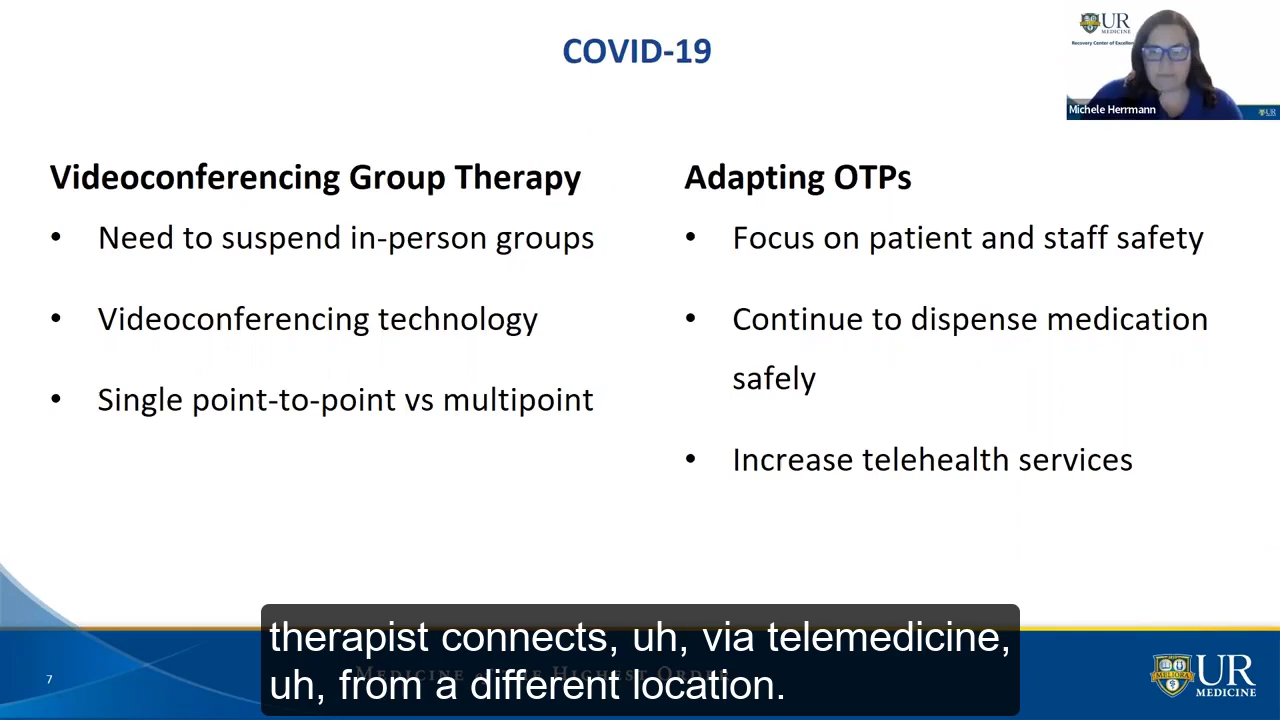 COVID-19
UR
MEDICINE
Michele Herrmann
UR
Videoconferencing Group Therapy
• Need to suspend in-person groups
• Videoconferencing technology
• Single point-to-point vs multipoint
Adapting OTPs
• Focus on patient and staff safety
• Continue to dispense medication
safely
• Increase telehealth services
therapist connects, uh, via telemedicine,
uh, from a different location.
7
MELIORA
UR
MEDICINE